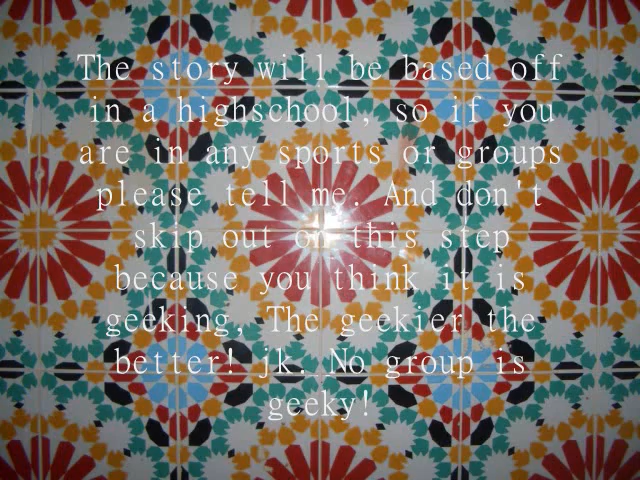 The story will be based off
in a highschool, so if you
are in any sports or groups
please tell me. And don't
skip out on this step
because you think it is
geeking, The geekier the
better! jk. No group is
geeky!